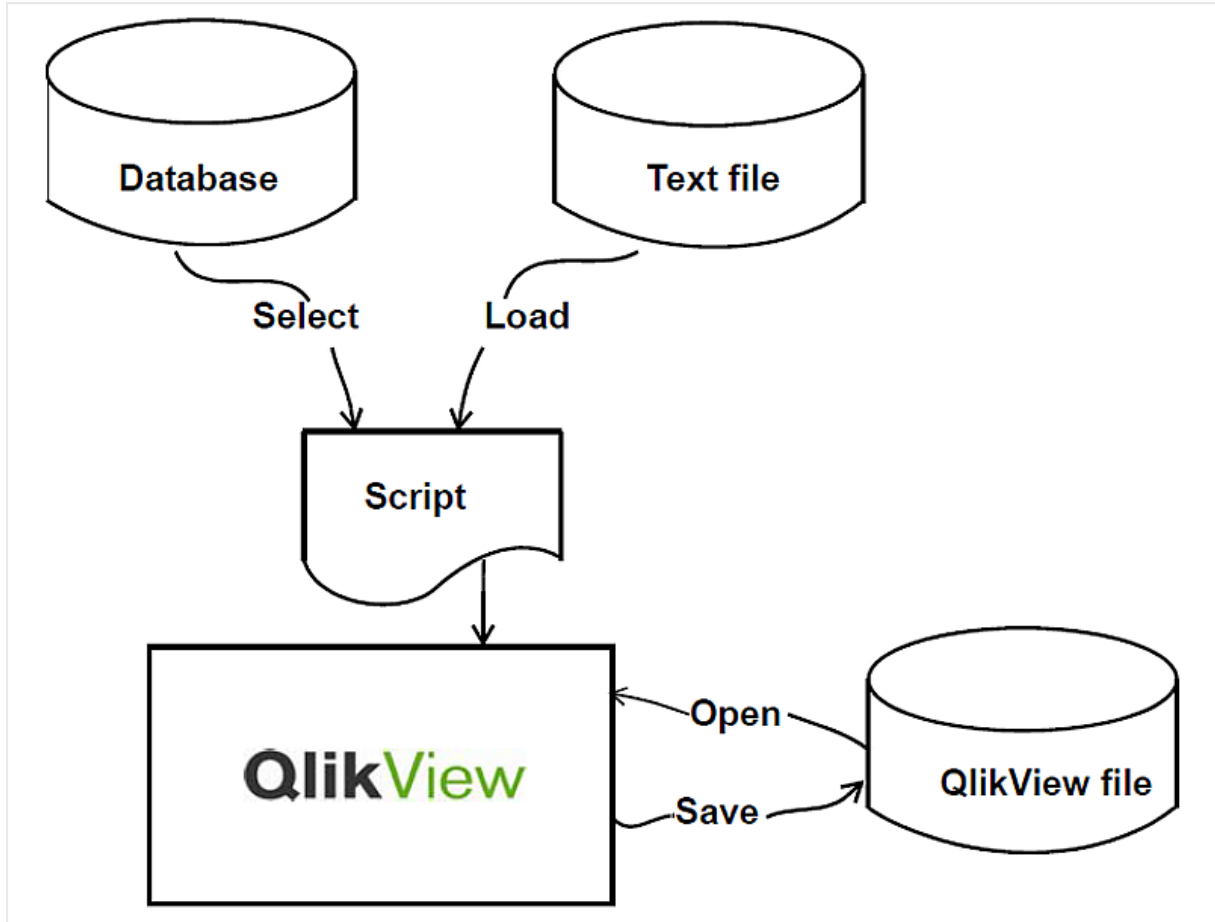 Database
Text file
Select
Load
Script
Open
QlikView
QlikView file
Save